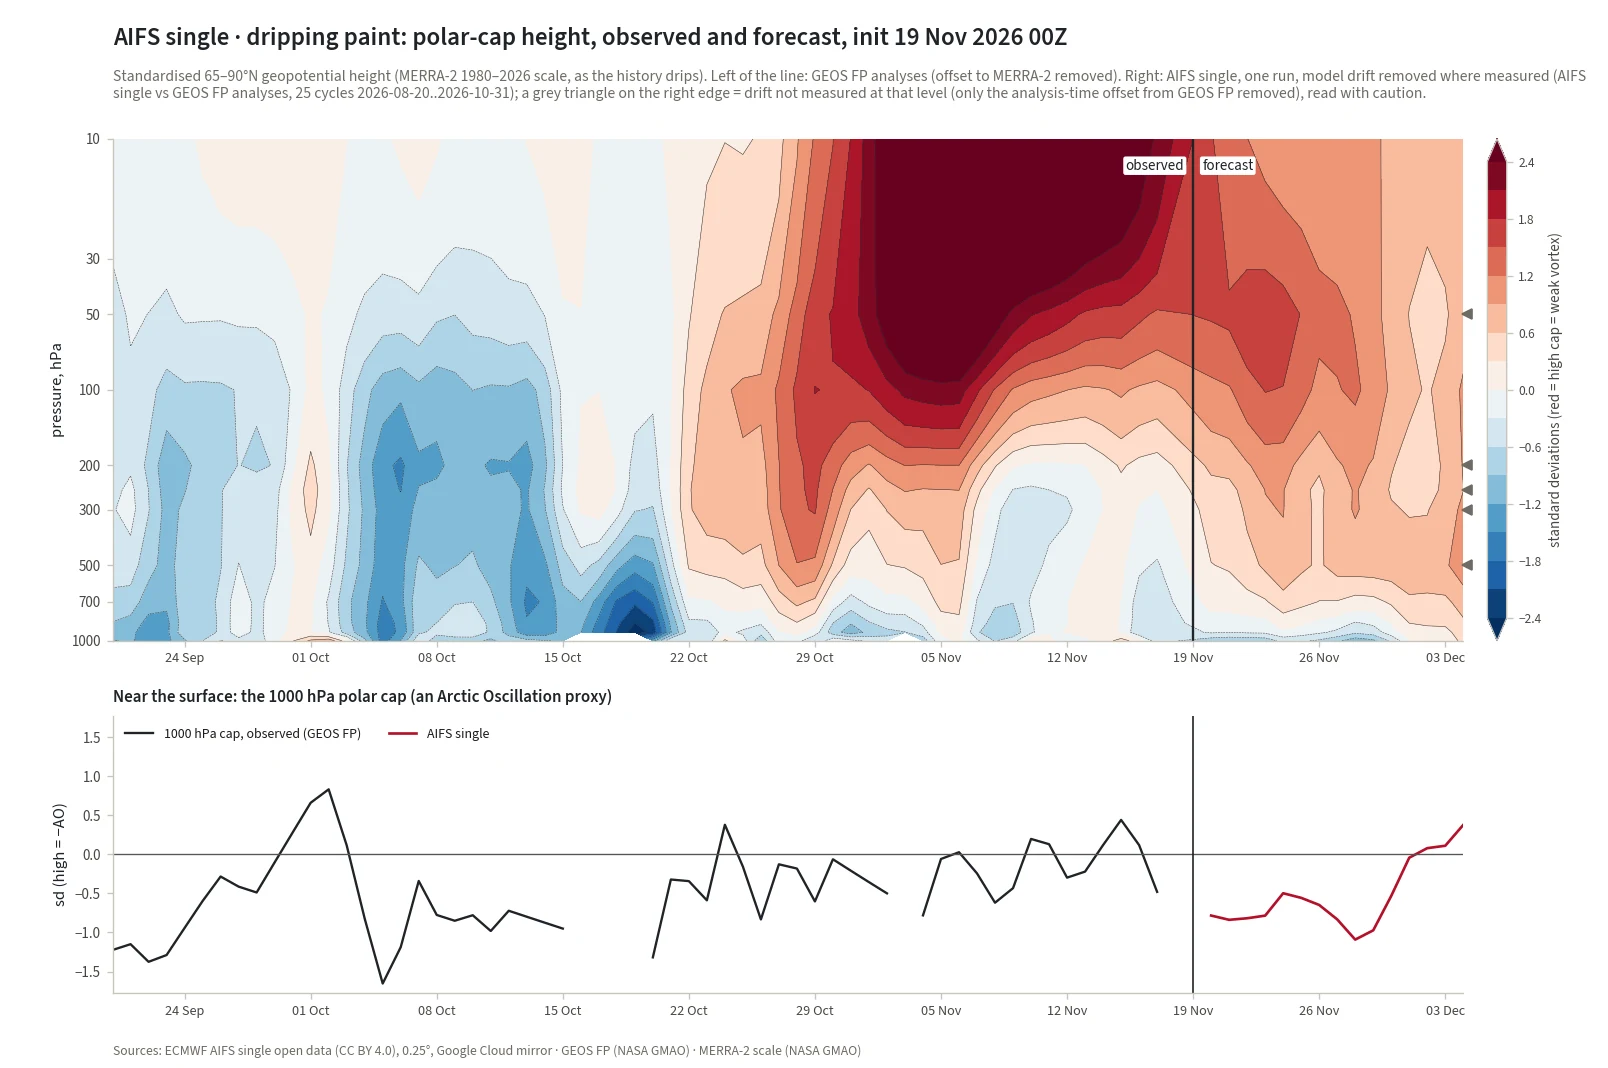 AIFS single · dripping paint: polar-cap height, observed and forecast, init 19 Nov 2026 00Z
Standardised 65–90°N geopotential height (MERRA-2 1980–2026 scale, as the history drips). Left of the line: GEOS FP analyses (offset to MERRA-2 removed). Right: AIFS single, one run, model drift removed where measured (AIFS
single vs GEOS FP analyses, 25 cycles 2026-08-20..2026-10-31); a grey triangle on the right edge = drift not measured at that level (only the analysis-time offset from GEOS FP removed), read with caution.
pressure, hPa
10
30
50
100
200
300
500
700
1000
observed
forecast
24 Sep
01 Oct
08 Oct
15 Oct
22 Oct
29 Oct
05 Nov
12 Nov
19 Nov
26 Nov
03 Dec
2.4
1.8
1.2
0.6
0.0
−0.6
−1.2
−1.8
−2.4
standard deviations (red = high cap = weak vortex)
Near the surface: the 1000 hPa polar cap (an Arctic Oscillation proxy)
1000 hPa cap, observed (GEOS FP)
AIFS single
sd (high = −AO)
1.5
1.0
0.5
0.0
−0.5
−1.0
−1.5
24 Sep
01 Oct
08 Oct
15 Oct
22 Oct
29 Oct
05 Nov
12 Nov
19 Nov
26 Nov
03 Dec
Sources: ECMWF AIFS single open data (CC BY 4.0), 0.25°, Google Cloud mirror · GEOS FP (NASA GMAO) · MERRA-2 scale (NASA GMAO)